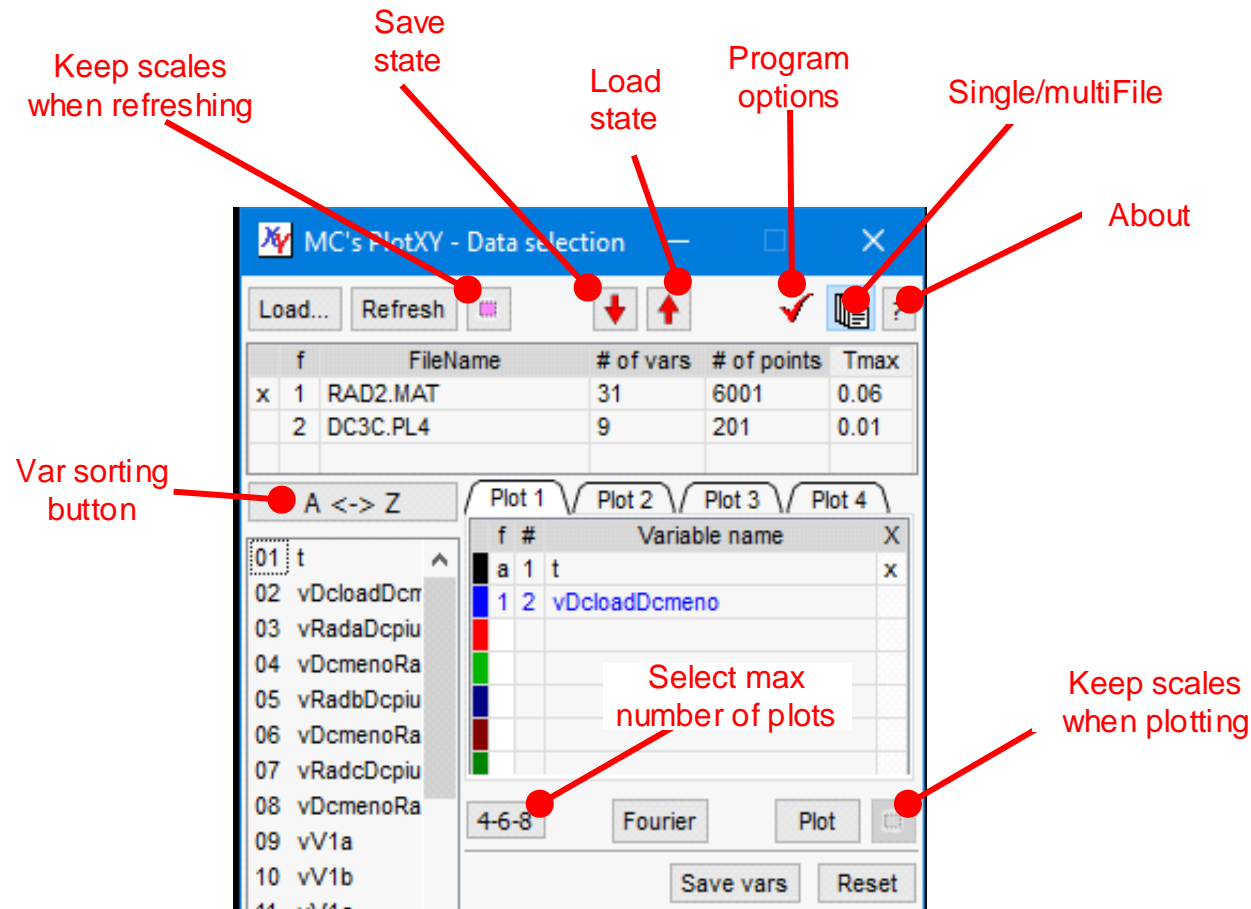 Save
state
Keep scales
when refreshing
Load
state
Program
options
Single/multiFile
About
MC's PlotXY - Data selection
Load... Refresh ?
f FileName # of vars # of points Tmax
x 1 RAD2.MAT 31 6001 0.06
2 DC3C.PL4 9 201 0.01
Var sorting
button
A <-> Z
Plot 1 Plot 2 Plot 3 Plot 4
f # Variable name X
a 1 t x
1 2 vDcloadDcmeno
01 t
02 vDcloadDcm
03 vRadaDcpiu
04 vDcmenoRa
05 vRadbDcpiu
06 vDcmenoRa
07 vRadcDcpiu
08 vDcmenoRa
09 vV1a
10 vV1b
11
Select max
number of plots
Keep scales
when plotting
4-6-8 Fourier Plot
Save vars Reset